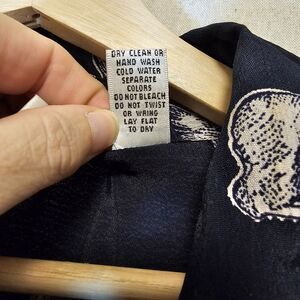 DRY CLEAN OR
HAND WASH
COLD WATER
SEPARATE
COLORS
DO NOT BLEACH
DO NOT TWIST
OR WRING
LAY FLAT
TO DRY